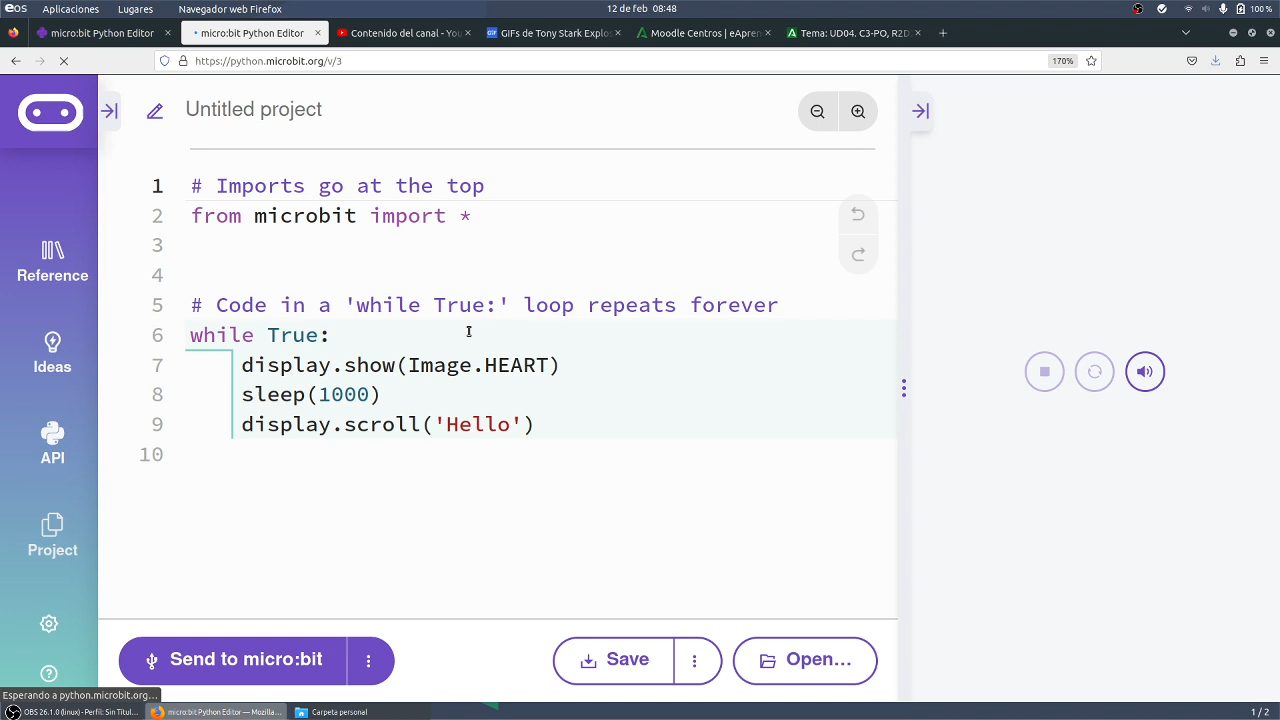 eos Aplicaciones Lugares Navegador web Firefox 12 de feb 08:48 100 %
micro:bit Python Editor × micro:bit Python Editor × Contenido del canal - You × GIFs de Tony Stark Explos × Moodle Centros | eApren × Tema: UD04. C3-PO, R2D × +
https://python.microbit.org/v/3 170%
Untitled project
1 # Imports go at the top
2 from microbit import *
3
4
5 # Code in a 'while True:' loop repeats forever
6 while True:
7 display.show(Image.HEART)
8 sleep(1000)
9 display.scroll('Hello')
10
Reference
Ideas
API
Project
Send to micro:bit Save Open...
Esperando a python.microbit.org...
OBS 26.1.0 (linux) - Perfil: Sin Titul... micro:bit Python Editor — Mozilla... Carpeta personal 1 / 2